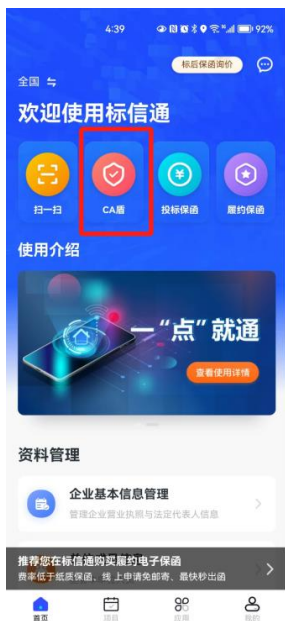 4:39
92%
标后保函询价
全国
欢迎使用标信通
扫一扫
CA盾
投标保函
履约保函
使用介绍
一“点”就通
查看使用详情
资料管理
企业基本信息管理
管理企业营业执照与法定代表人信息
推荐您在标信通购买履约电子保函
费率低于纸质保函、线上申请免邮寄、最快秒出函
首页
项目
应用
我的